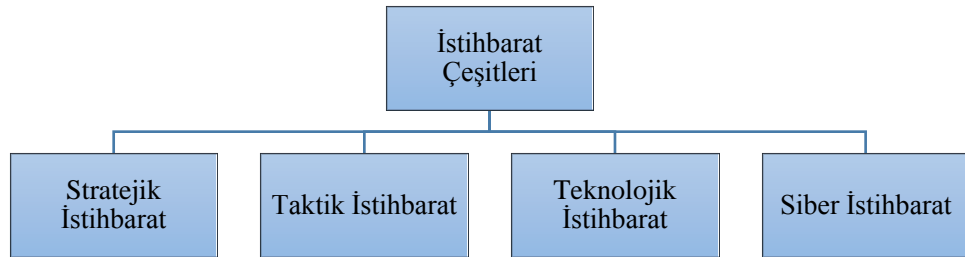 İstihbarat
Çeşitleri
Stratejik
İstihbarat
Taktik İstihbarat
Teknolojik
İstihbarat
Siber İstihbarat